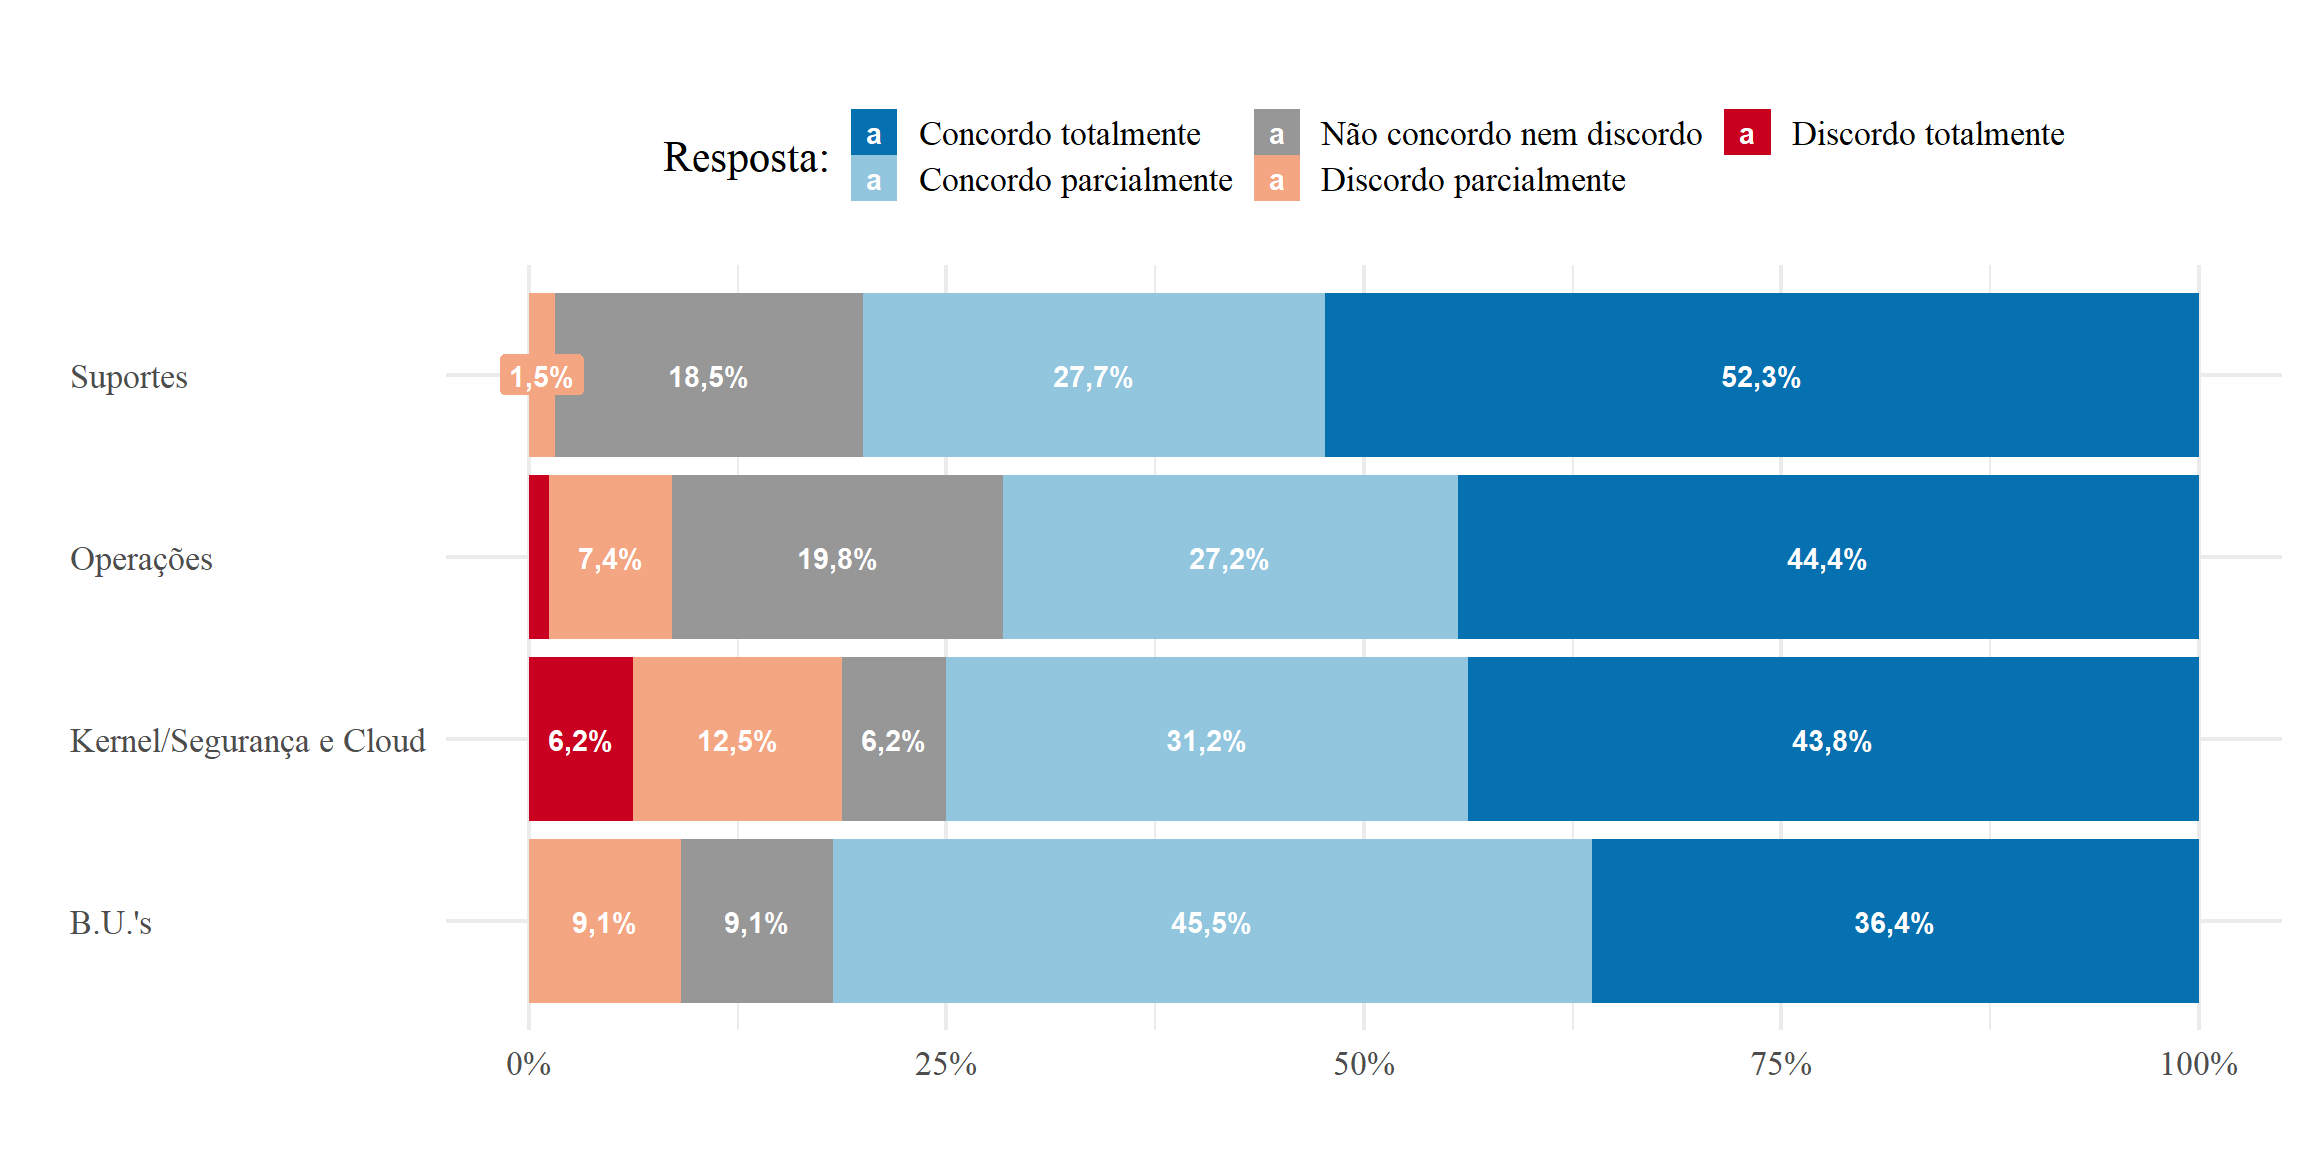 Resposta:
a Concordo totalmente
a Não concordo nem discordo
a Discordo totalmente
a Concordo parcialmente
a Discordo parcialmente
Suportes
1,5% 18,5% 27,7% 52,3%
Operações
7,4% 19,8% 27,2% 44,4%
Kernel/Segurança e Cloud
6,2% 12,5% 6,2% 31,2% 43,8%
B.U.'s
9,1% 9,1% 45,5% 36,4%
0% 25% 50% 75% 100%